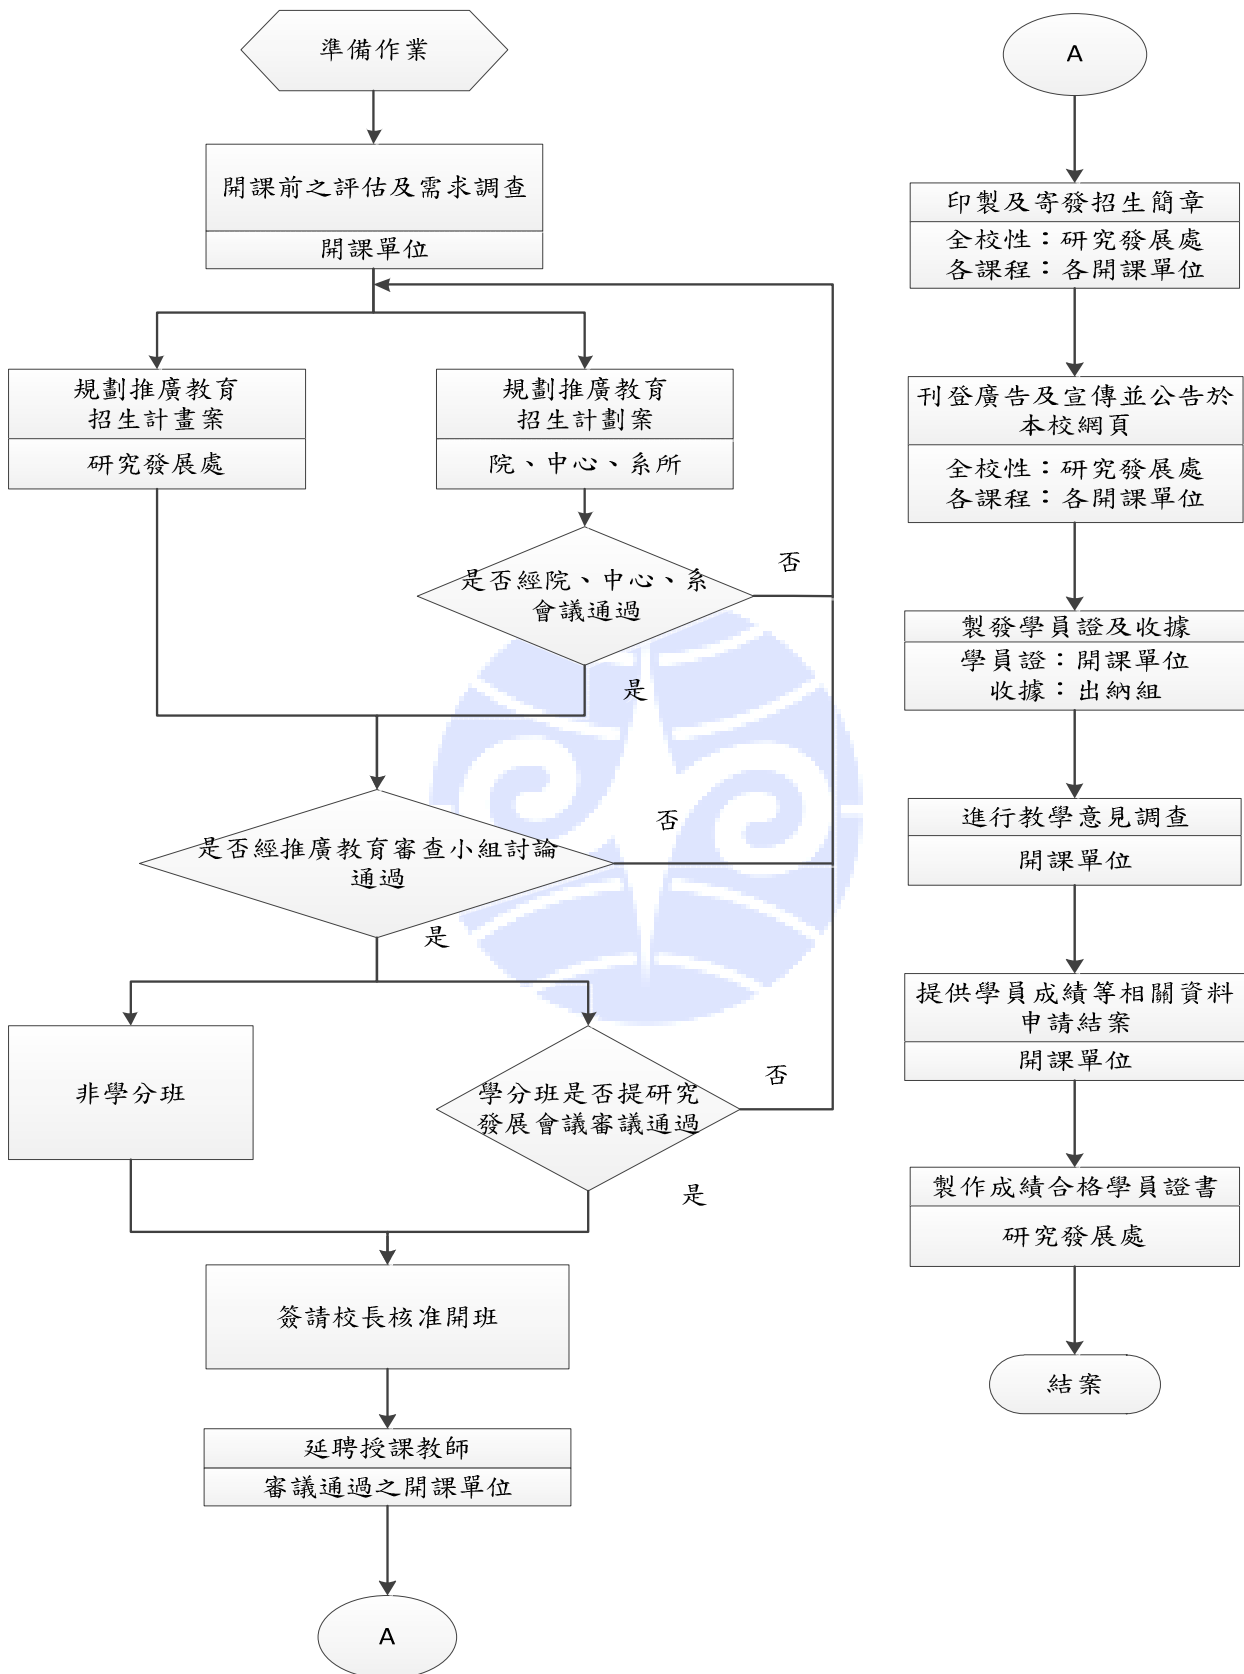 準備作業
開課前之評估及需求調查
開課單位
規劃推廣教育
招生計畫案
研究發展處
規劃推廣教育
招生計劃案
院、中心、系所
是否經院、中心、系
會議通過
否
是
是否經推廣教育審查小組討論
通過
否
是
非學分班
學分班是否提研究
發展會議審議通過
否
是
簽請校長核准開班
延聘授課教師
審議通過之開課單位
A
A
印製及寄發招生簡章
全校性：研究發展處
各課程：各開課單位
刊登廣告及宣傳並公告於
本校網頁
全校性：研究發展處
各課程：各開課單位
製發學員證及收據
學員證：開課單位
收據：出納組
進行教學意見調查
開課單位
提供學員成績等相關資料
申請結案
開課單位
製作成績合格學員證書
研究發展處
結案